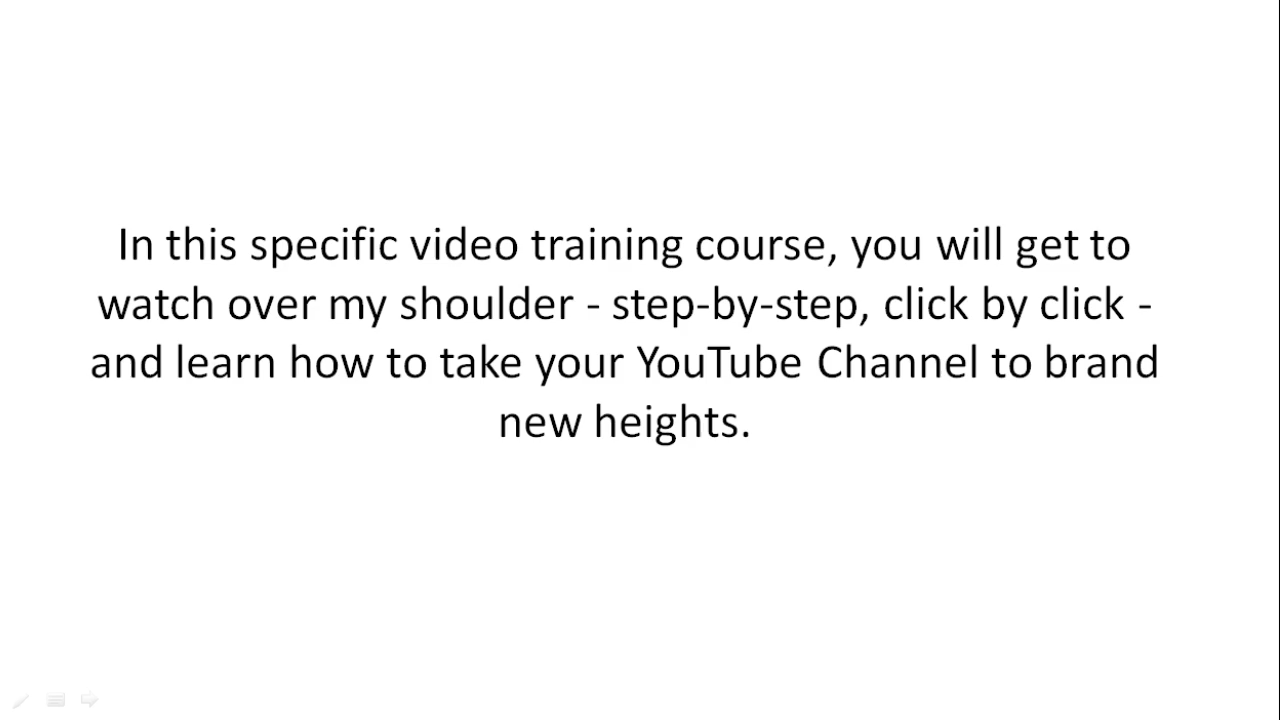 In this specific video training course, you will get to
watch over my shoulder - step-by-step, click by click -
and learn how to take your YouTube Channel to brand
new heights.